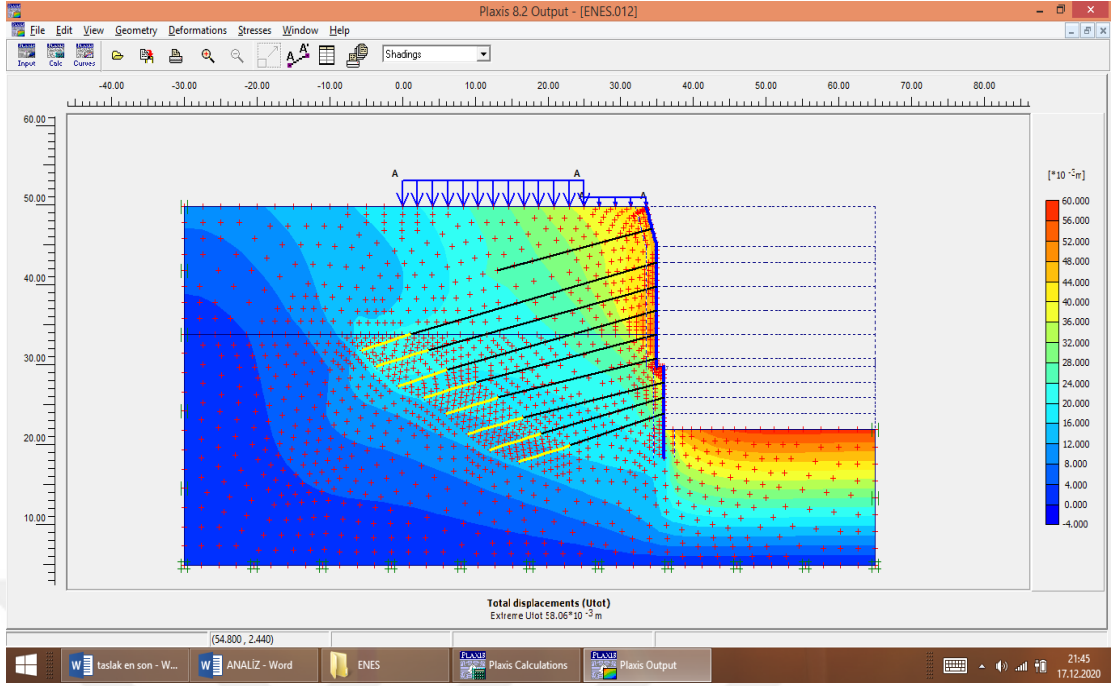 Plaxis 8.2 Output - [ENES.012]
File Edit View Geometry Deformations Stresses Window Help
PLAXIS PLAXIS PLAXIS
Input Calc Curves
Shadings
-40.00 -30.00 -20.00 -10.00 0.00 10.00 20.00 30.00 40.00 50.00 60.00 70.00 80.00
60.00
50.00
40.00
30.00
20.00
10.00
A A A A
[*10 -3 m]
60.000
56.000
52.000
48.000
44.000
40.000
36.000
32.000
28.000
24.000
20.000
16.000
12.000
8.000
4.000
0.000
-4.000
Total displacements (Utot)
Extreme Utot 58.06*10 -3 m
(54.800 , 2.440)
taslak en son - W...
ANALİZ - Word
ENES
PLAXIS
Plaxis Calculations
PLAXIS
Plaxis Output
21:45
17.12.2020